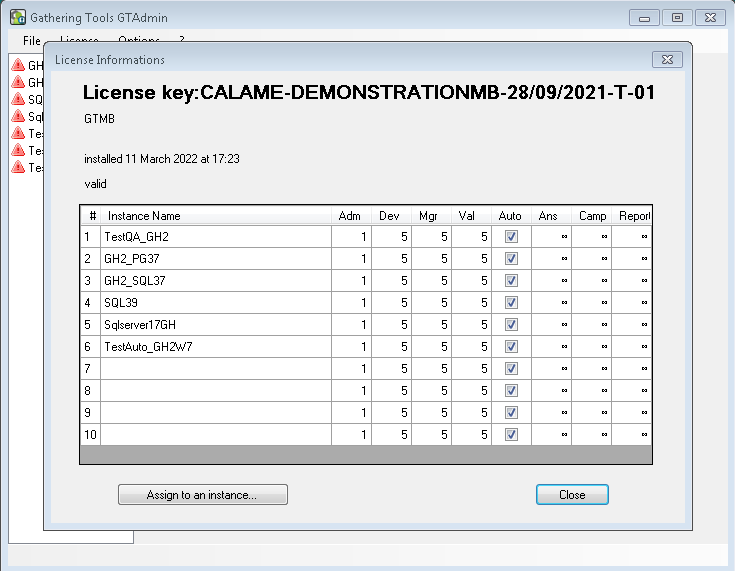 Gathering Tools GTAdmin
File License Options ?
GH
GH
SQ
Sql
Tes
Tes
Tes
License Informations
License key:CALAME-DEMONSTRATIONMB-28/09/2021-T-01
GTMB
installed 11 March 2022 at 17:23
valid
# Instance Name Adm Dev Mgr Val Auto Ans Camp Report
1 TestQA_GH2 1 5 5 5 ∞ ∞ ∞
2 GH2_PG37 1 5 5 5 ∞ ∞ ∞
3 GH2_SQL37 1 5 5 5 ∞ ∞ ∞
4 SQL39 1 5 5 5 ∞ ∞ ∞
5 Sqlserver17GH 1 5 5 5 ∞ ∞ ∞
6 TestAuto_GH2W7 1 5 5 5 ∞ ∞ ∞
7 1 5 5 5 ∞ ∞ ∞
8 1 5 5 5 ∞ ∞ ∞
9 1 5 5 5 ∞ ∞ ∞
10 1 5 5 5 ∞ ∞ ∞
Assign to an instance... Close